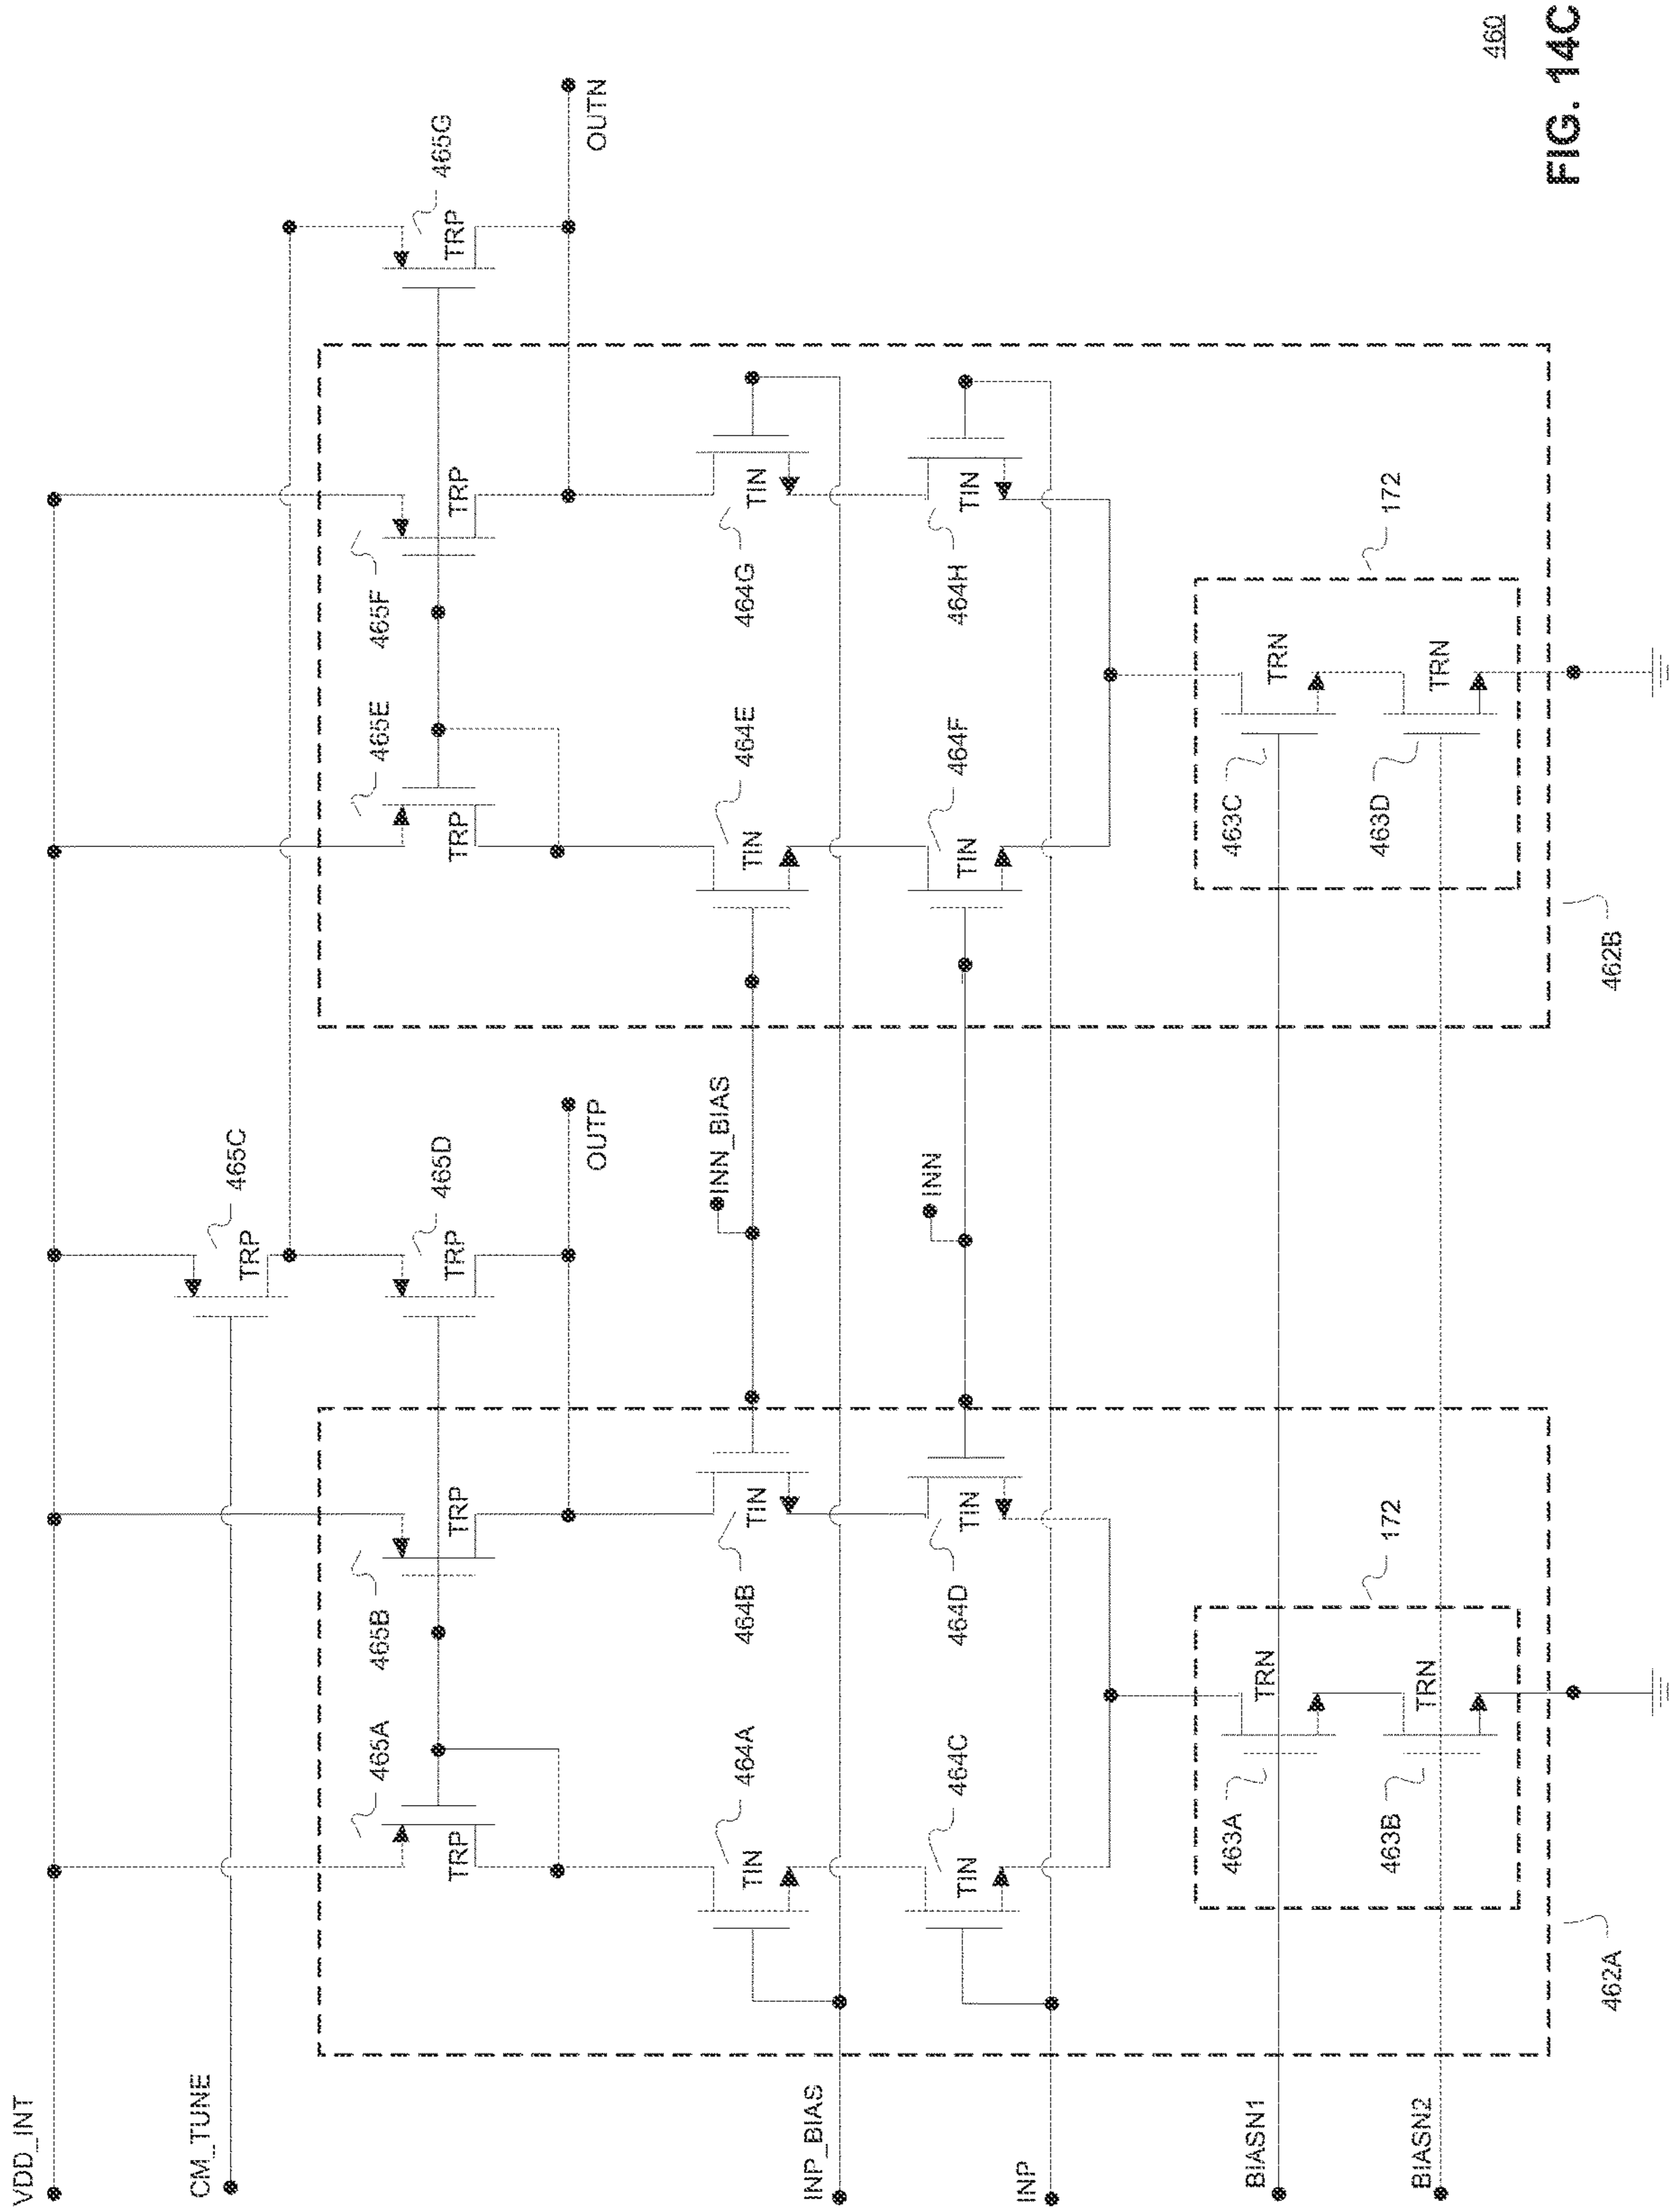 VDD_INT
CM_TUNE
465C
TRP
465A
465B
465D
465E
465F
465G
TRP
TRP
TRP
TRP
TRP
TRP
OUTP
OUTN
INN_BIAS
464A
464B
464E
464G
TIN
TIN
TIN
TIN
INP_BIAS
INN
464C
464D
464F
464H
TIN
TIN
TIN
TIN
INP
172
172
463A
TRN
463C
TRN
BIASN1
463B
TRN
463D
TRN
BIASN2
462A
462B
460
FIG. 14C